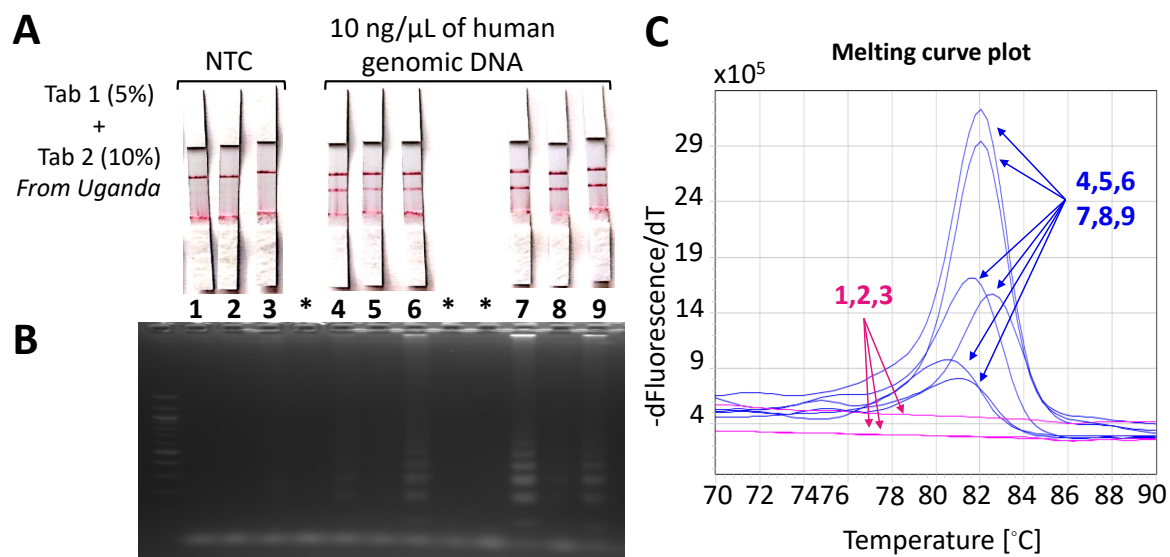 A
NTC
10 ng/µL of human
genomic DNA
Tab 1 (5%)
+
Tab 2 (10%)
From Uganda
1 2 3 * 4 5 6 * * 7 8 9
B
C
Melting curve plot
x10⁵
29
24
19
14
9
4
-dFluorescence/dT
4,5,6
7,8,9
1,2,3
70 72 74 76 78 80 82 84 86 88 90
Temperature [°C]